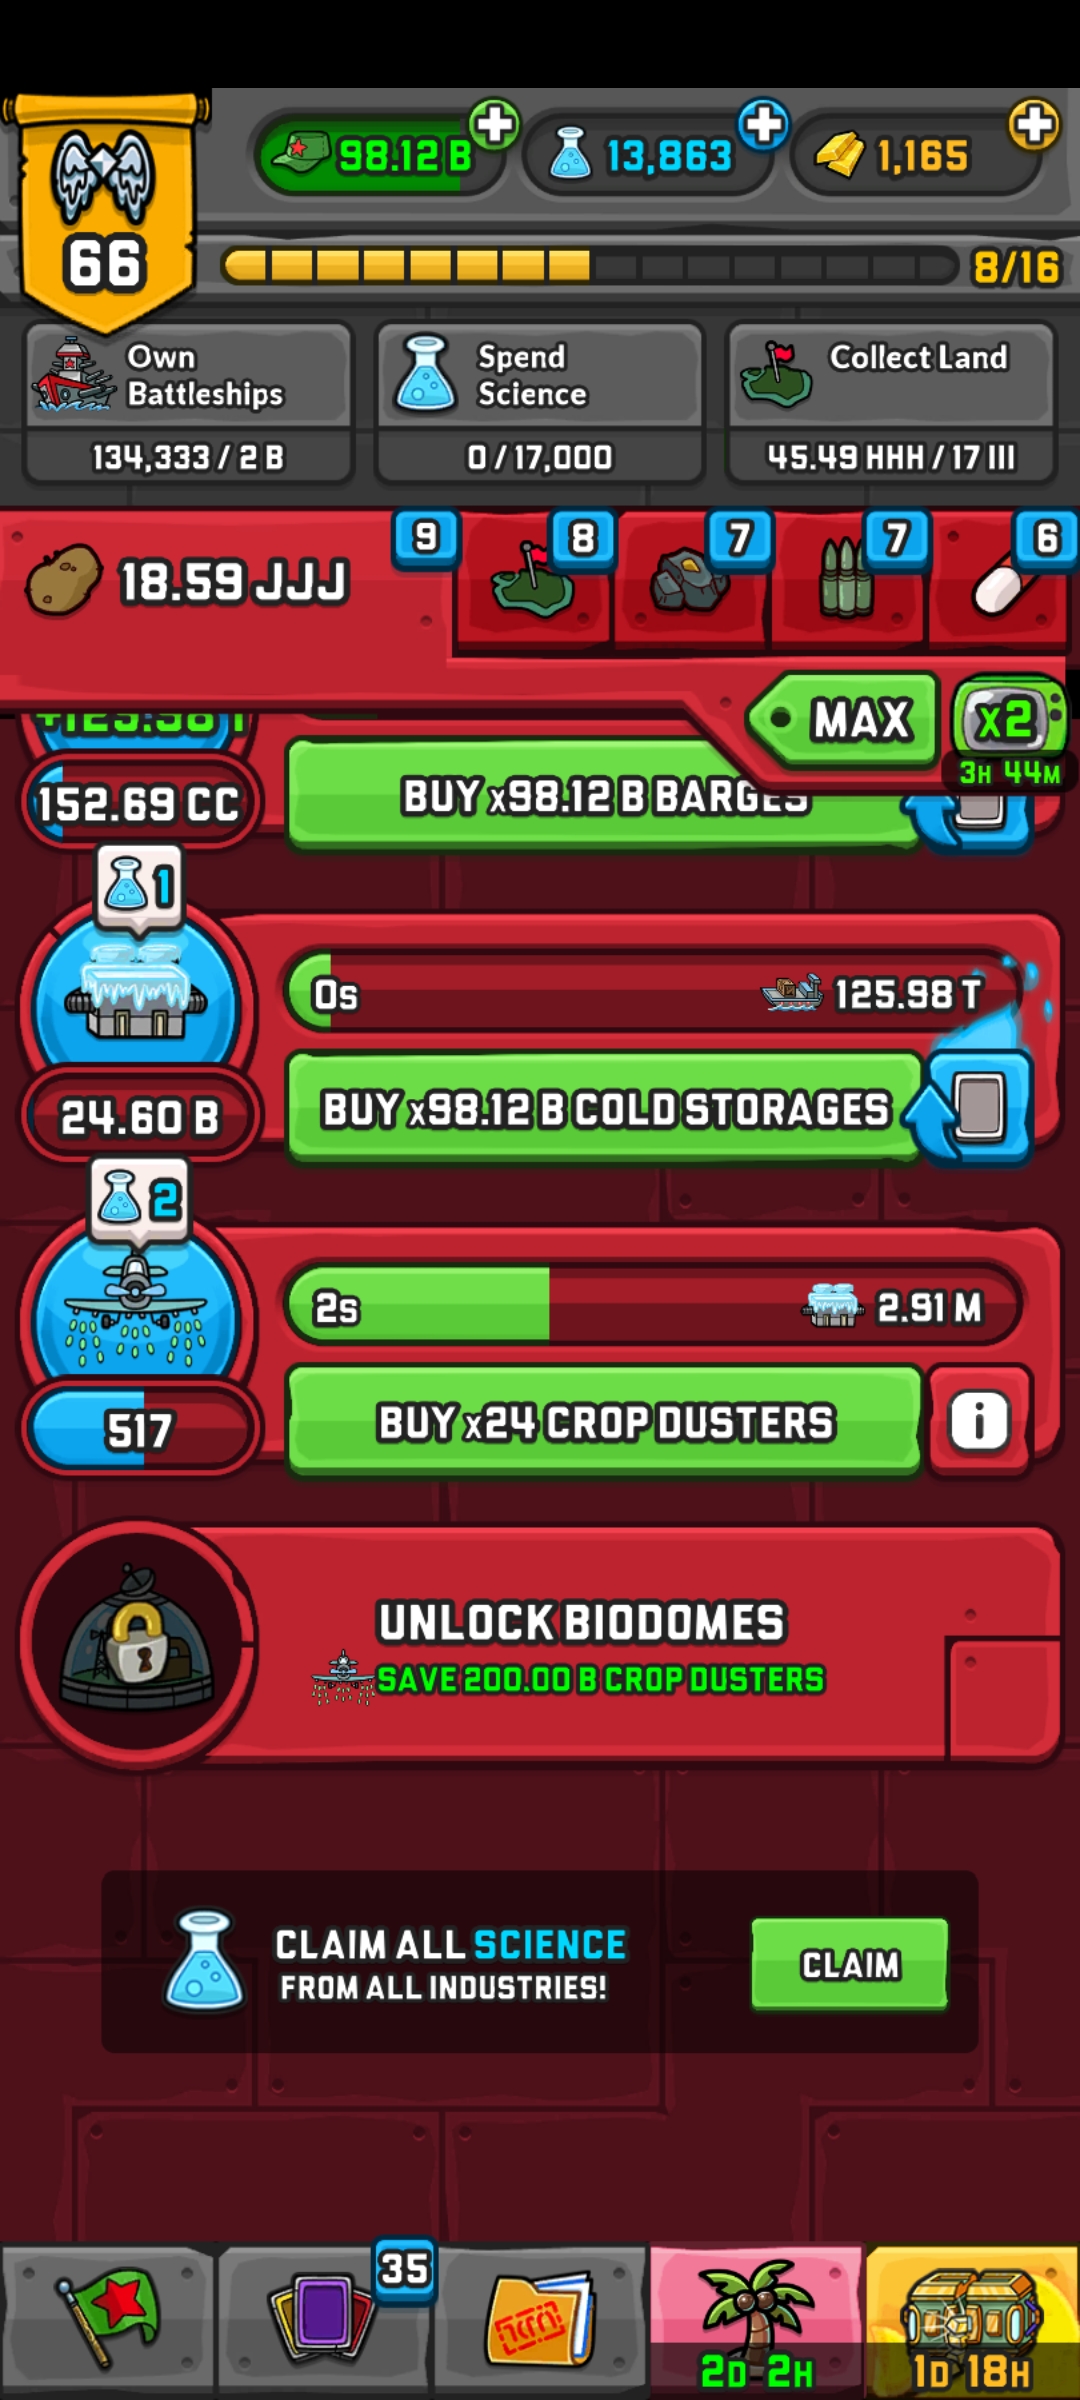 98.12 B
13,863
1,165
66
8/16
Own
Battleships
134,333 / 2 B
Spend
Science
0 / 17,000
Collect Land
45.49 HHH / 17 III
18.59 JJJ
9
8
7
7
6
MAX
x2
3H 44M
152.69 CC
BUY x98.12 B BARGES
1
0s
125.98 T
24.60 B
BUY x98.12 B COLD STORAGES
2
2s
2.91 M
517
BUY x24 CROP DUSTERS
i
UNLOCK BIODOMES
SAVE 200.00 B CROP DUSTERS
CLAIM ALL SCIENCE
FROM ALL INDUSTRIES!
CLAIM
35
2D 2H
1D 18H